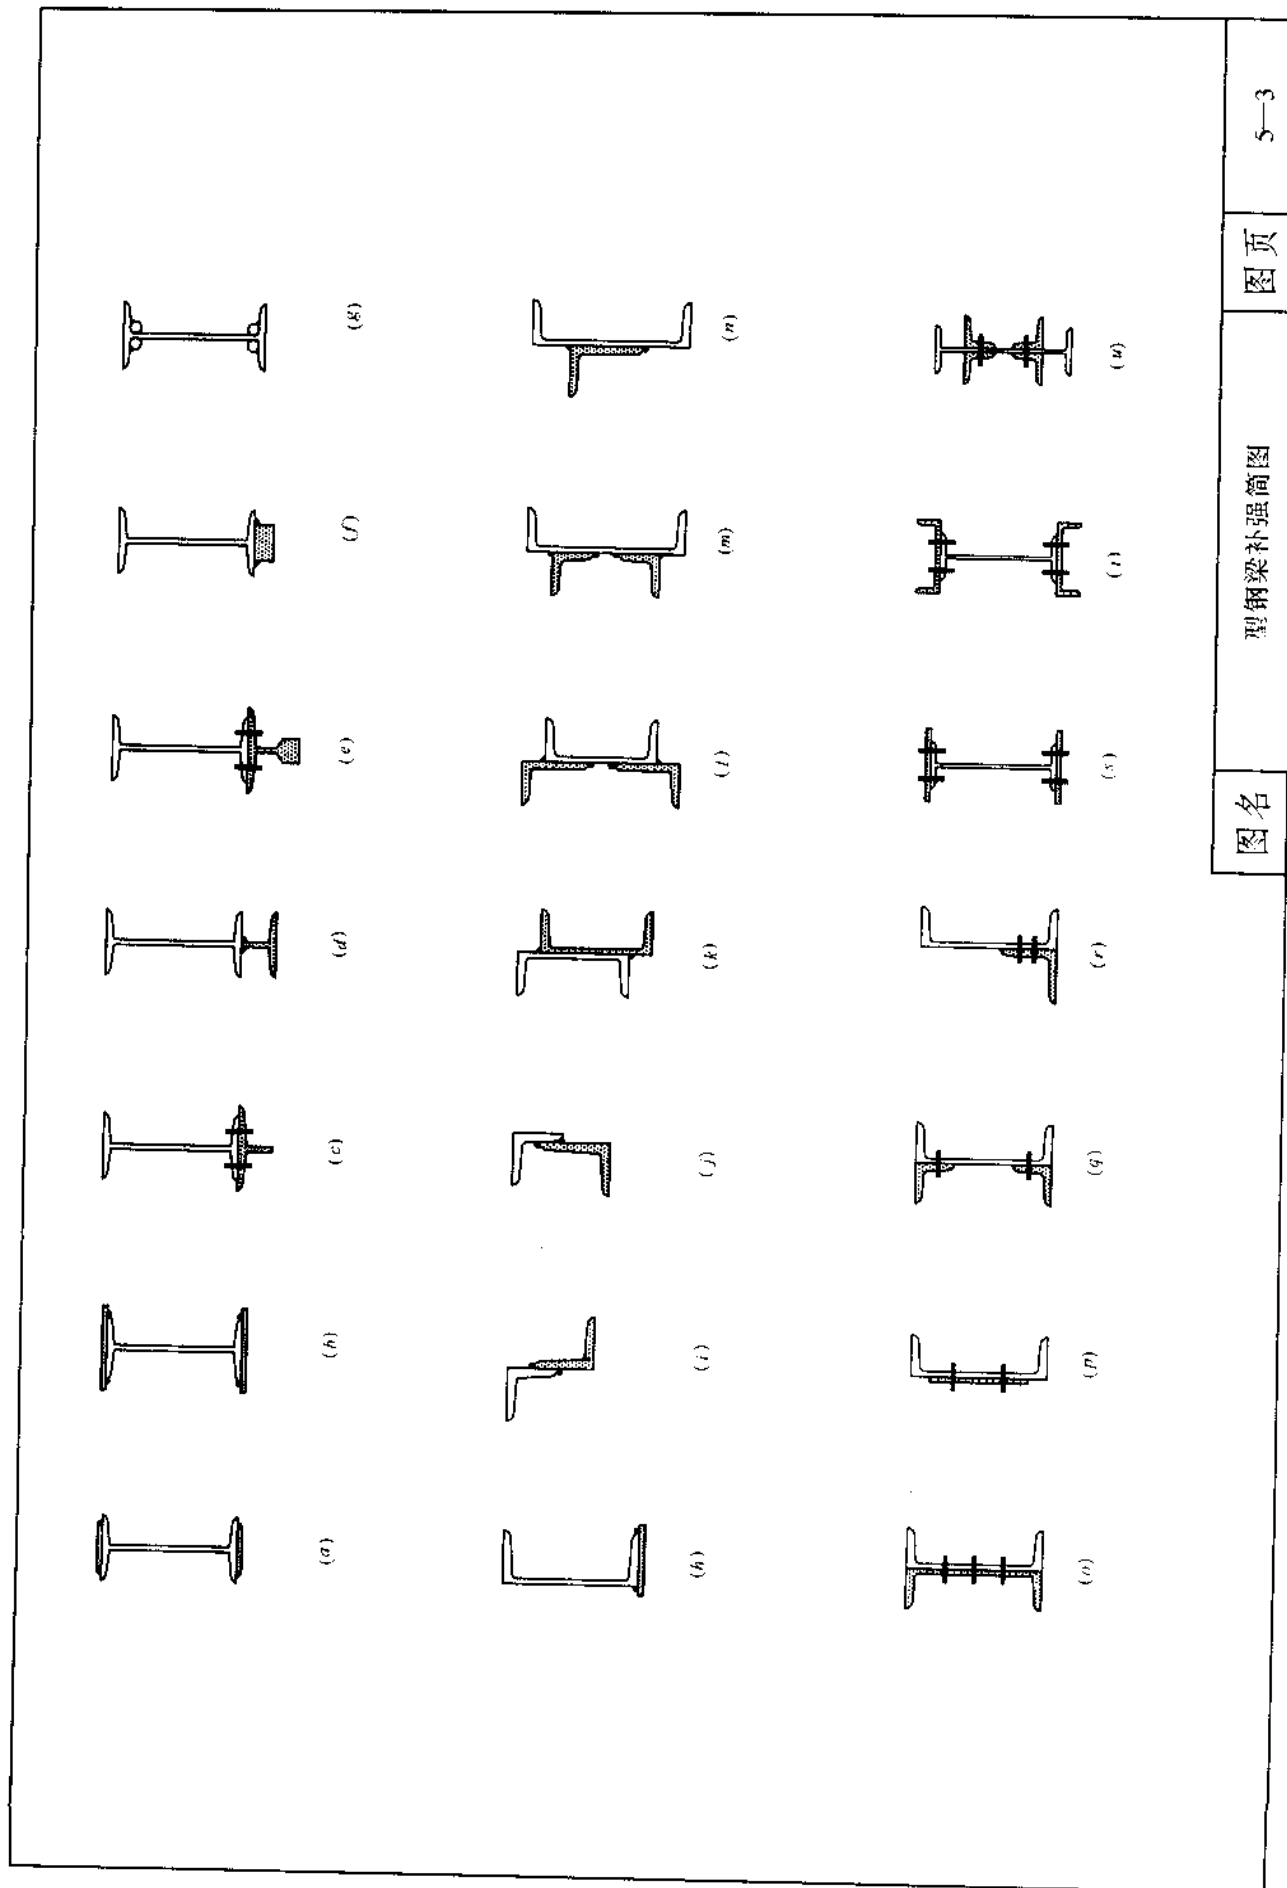 (a) (b) (c) (d) (e) (f) (g)
(h) (i) (j) (k) (l) (m) (n)
(o) (p) (q) (r) (s) (t) (u)
图名 型钢梁补强简图 图页 5—3